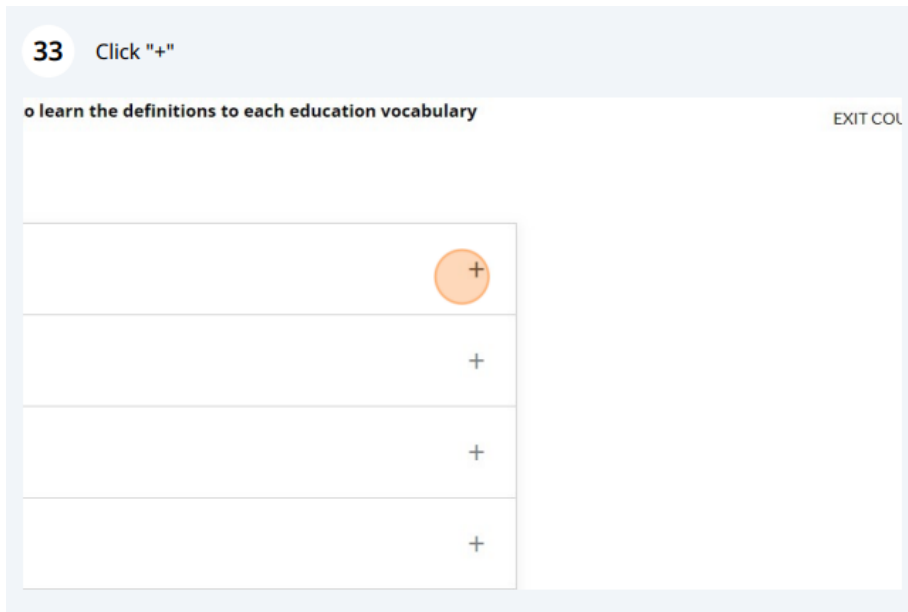 33 Click "+"
o learn the definitions to each education vocabulary
EXIT COU
+
+
+
+